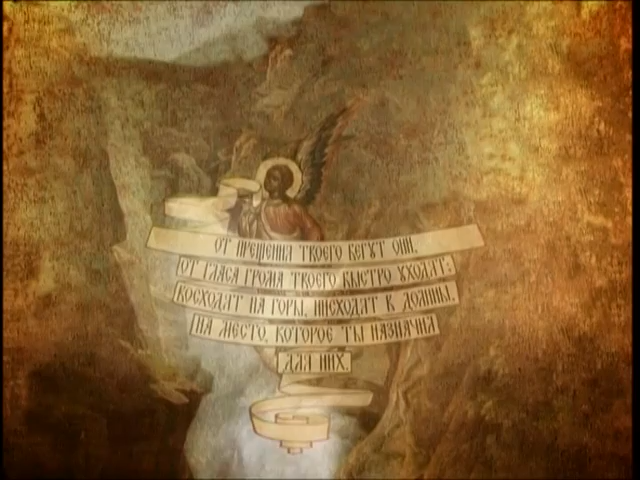 ОТ ПРЕЩЕНИЯ ТВОЕГО БЕГУТ ОНИ,
ОТ ГЛАСА ГРОМА ТВОЕГО БЫСТРО УХОДЯТ;
ВОСХОДЯТ НА ГОРЫ, НИСХОДЯТ К ДОЛИНЫ,
НА МЕСТО, КОТОРОЕ ТЫ НАЗНАЧИЛ
ДЛЯ НИХ.